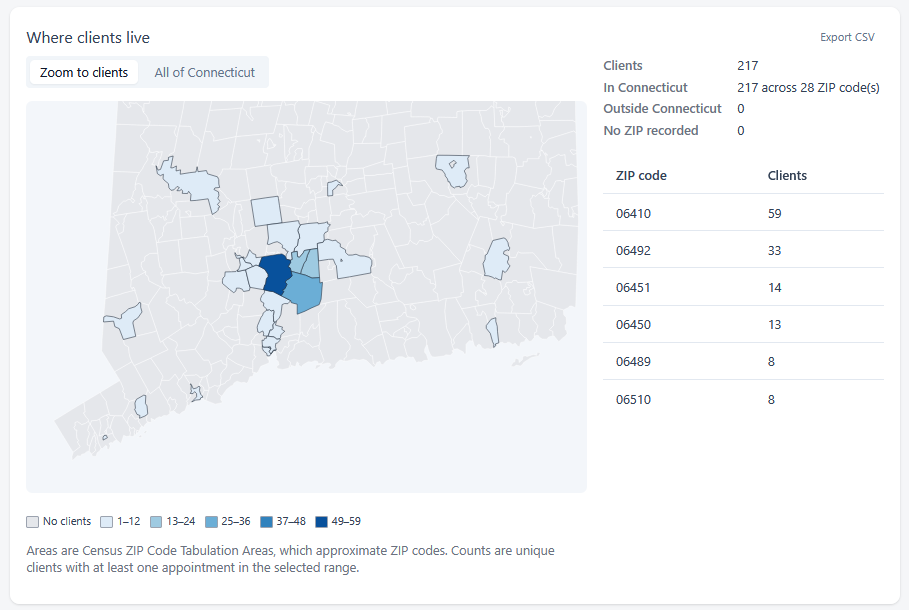 Where clients live
Export CSV
Zoom to clients
All of Connecticut
Clients 217
In Connecticut 217 across 28 ZIP code(s)
Outside Connecticut 0
No ZIP recorded 0
ZIP code Clients
06410 59
06492 33
06451 14
06450 13
06489 8
06510 8
No clients 1–12 13–24 25–36 37–48 49–59
Areas are Census ZIP Code Tabulation Areas, which approximate ZIP codes. Counts are unique
clients with at least one appointment in the selected range.